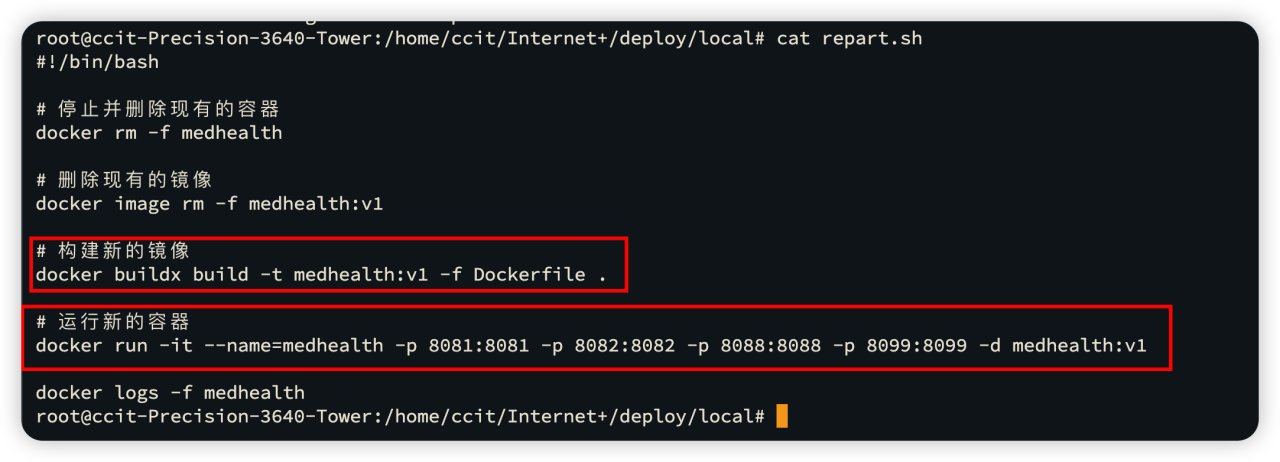 root@ccit-Precision-3640-Tower:/home/ccit/Internet+/deploy/local# cat repart.sh
#!/bin/bash
# 停止并删除现有的容器
docker rm -f medhealth
# 删除现有的镜像
docker image rm -f medhealth:v1
# 构建新的镜像
docker buildx build -t medhealth:v1 -f Dockerfile .
# 运行新的容器
docker run -it --name=medhealth -p 8081:8081 -p 8082:8082 -p 8088:8088 -p 8099:8099 -d medhealth:v1
docker logs -f medhealth
root@ccit-Precision-3640-Tower:/home/ccit/Internet+/deploy/local#